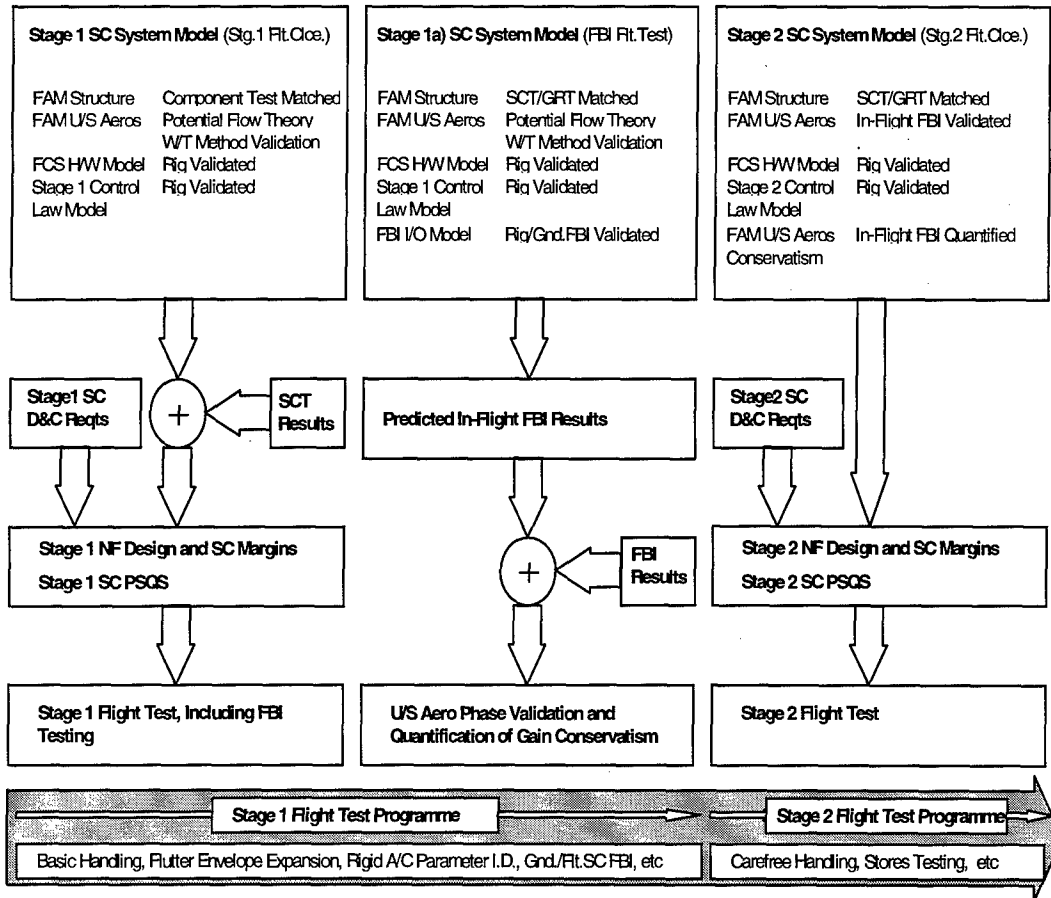 Stage 1 SC System Model (Stg.1 Flt.Clce.)
FAM Structure Component Test Matched
FAM U/S Aeros Potential Flow Theory
W/T Method Validation
FCS H/W Model Rig Validated
Stage 1 Control Rig Validated
Law Model
Stage 1a) SC System Model (FBI Flt.Test)
FAM Structure SCT/GRT Matched
FAM U/S Aeros Potential Flow Theory
W/T Method Validation
FCS H/W Model Rig Validated
Stage 1 Control Rig Validated
Law Model
FBI I/O Model Rig/Gnd.FBI Validated
Stage 2 SC System Model (Stg.2 Flt.Clce.)
FAM Structure SCT/GRT Matched
FAM U/S Aeros In-Flight FBI Validated
FCS H/W Model Rig Validated
Stage 2 Control Rig Validated
Law Model
FAM U/S Aeros In-Flight FBI Quantified
Conservatism
Stage1 SC
D&C Reqts
+
SCT
Results
Predicted In-Flight FBI Results
Stage2 SC
D&C Reqts
Stage 1 NF Design and SC Margins
Stage 1 SC PSQS
+
FBI
Results
Stage 2 NF Design and SC Margins
Stage 2 SC PSQS
Stage 1 Flight Test, Including FBI
Testing
U/S Aero Phase Validation and
Quantification of Gain Conservatism
Stage 2 Flight Test
Stage 1 Flight Test Programme
Stage 2 Flight Test Programme
Basic Handling, Flutter Envelope Expansion, Rigid A/C Parameter I.D., Gnd./Flt.SC FBI, etc
Carefree Handling, Stores Testing, etc